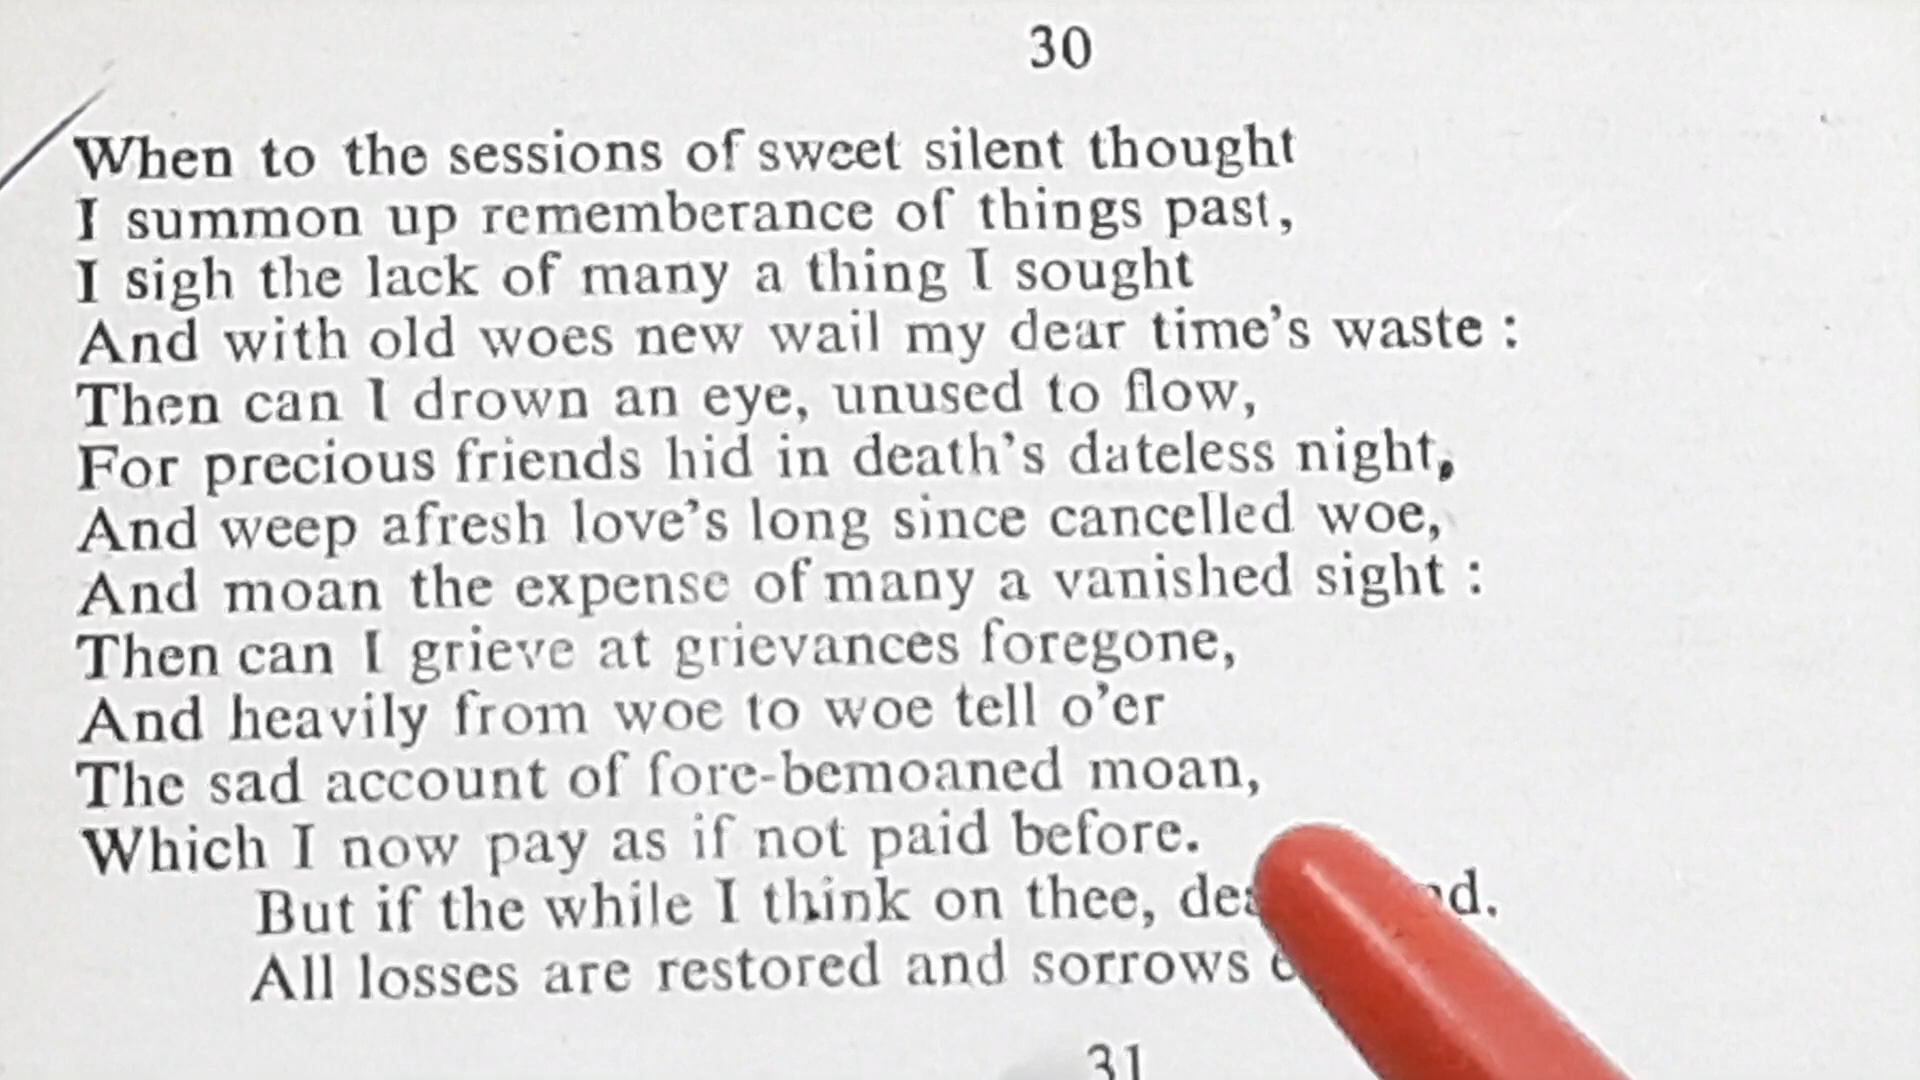 30
When to the sessions of sweet silent thought
I summon up rememberance of things past,
I sigh the lack of many a thing I sought
And with old woes new wail my dear time's waste :
Then can I drown an eye, unused to flow,
For precious friends hid in death's dateless night,
And weep afresh love's long since cancelled woe,
And moan the expense of many a vanished sight :
Then can I grieve at grievances foregone,
And heavily from woe to woe tell o'er
The sad account of fore-bemoaned moan,
Which I now pay as if not paid before.
But if the while I think on thee,
All losses are restored and sorrows
31